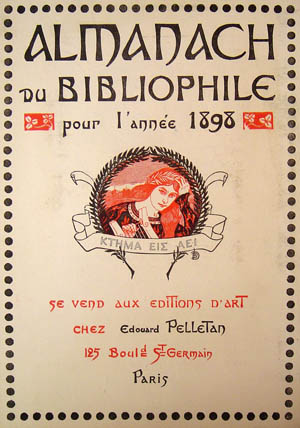 ALMANACH
DU BIBLIOPHILE
pour l'année 1898
ΚΤΗΜΑ ΕΙΣ ΑΕΙ
SE VEND AUX EDITIONS D'ART
CHEZ Edouard PELLETAN
125 Bould ST-Germain
PARIS